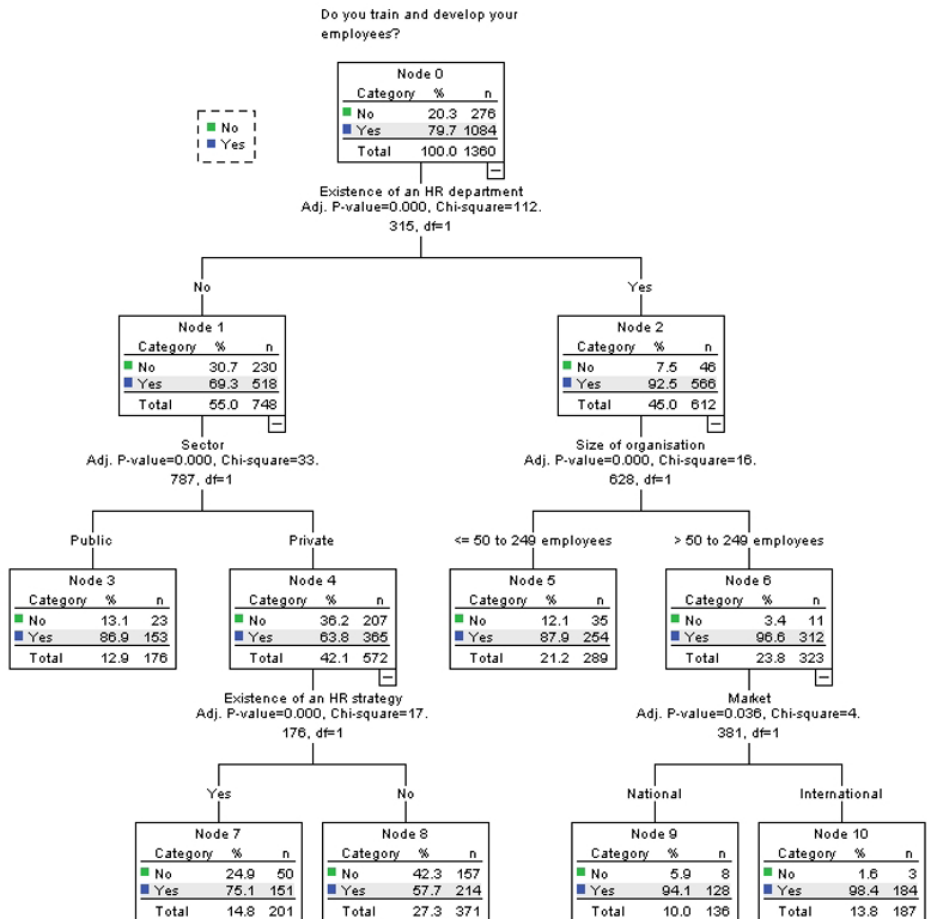 Do you train and develop your
employees?
Node 0
Category % n
No 20.3 276
Yes 79.7 1084
Total 100.0 1360
No
Yes
Existence of an HR department
Adj. P-value=0.000, Chi-square=112.
315, df=1
No
Yes
Node 1
Category % n
No 30.7 230
Yes 69.3 518
Total 55.0 748
Node 2
Category % n
No 7.5 46
Yes 92.5 566
Total 45.0 612
Sector
Adj. P-value=0.000, Chi-square=33.
787, df=1
Size of organisation
Adj. P-value=0.000, Chi-square=16.
628, df=1
Public
Private
<= 50 to 249 employees
> 50 to 249 employees
Node 3
Category % n
No 13.1 23
Yes 86.9 153
Total 12.9 176
Node 4
Category % n
No 36.2 207
Yes 63.8 365
Total 42.1 572
Node 5
Category % n
No 12.1 35
Yes 87.9 254
Total 21.2 289
Node 6
Category % n
No 3.4 11
Yes 96.6 312
Total 23.8 323
Existence of an HR strategy
Adj. P-value=0.000, Chi-square=17.
176, df=1
Market
Adj. P-value=0.036, Chi-square=4.
381, df=1
Yes
No
National
International
Node 7
Category % n
No 24.9 50
Yes 75.1 151
Total 14.8 201
Node 8
Category % n
No 42.3 157
Yes 57.7 214
Total 27.3 371
Node 9
Category % n
No 5.9 8
Yes 94.1 128
Total 10.0 136
Node 10
Category % n
No 1.6 3
Yes 98.4 184
Total 13.8 187